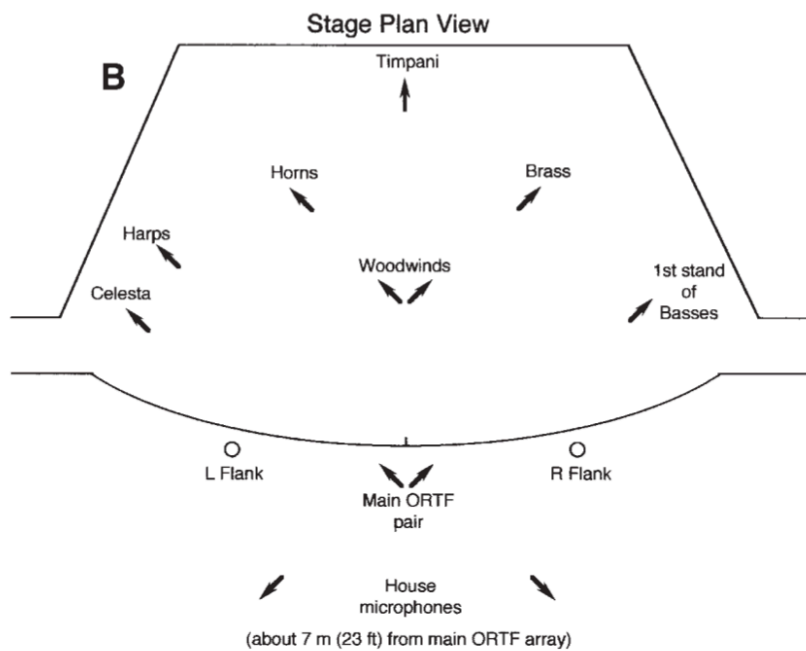 Stage Plan View
B
Timpani
Horns
Brass
Harps
Woodwinds
1st stand
of
Basses
Celesta
L Flank
R Flank
Main ORTF
pair
House
microphones
(about 7 m (23 ft) from main ORTF array)